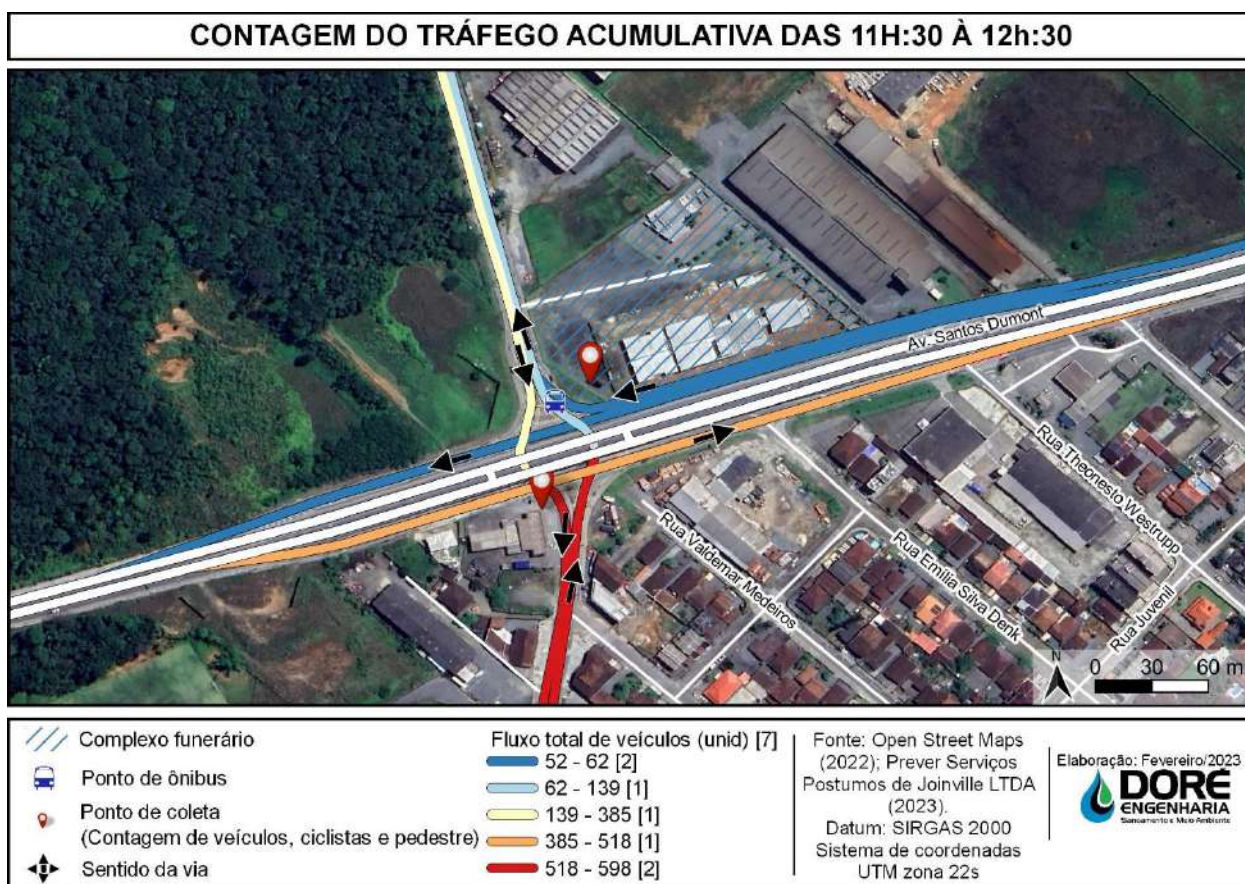 CONTAGEM DO TRÁFEGO ACUMULATIVA DAS 11H:30 À 12h:30
Av. Santos Dumont
Rua Theonesto Westrupp
Rua Valdemar Medeiros
Rua Emília Silva Denk
Rua Juvenil
N
0 30 60 m
Complexo funerário
Ponto de ônibus
Ponto de coleta
(Contagem de veículos, ciclistas e pedestre)
Sentido da via
Fluxo total de veículos (unid) [7]
52 - 62 [2]
62 - 139 [1]
139 - 385 [1]
385 - 518 [1]
518 - 598 [2]
Fonte: Open Street Maps
(2022); Prever Serviços
Postumos de Joinville LTDA
(2023).
Datum: SIRGAS 2000
Sistema de coordenadas
UTM zona 22s
Elaboração: Fevereiro/2023
DORÉ
ENGENHARIA
Saneamento e Meio Ambiente